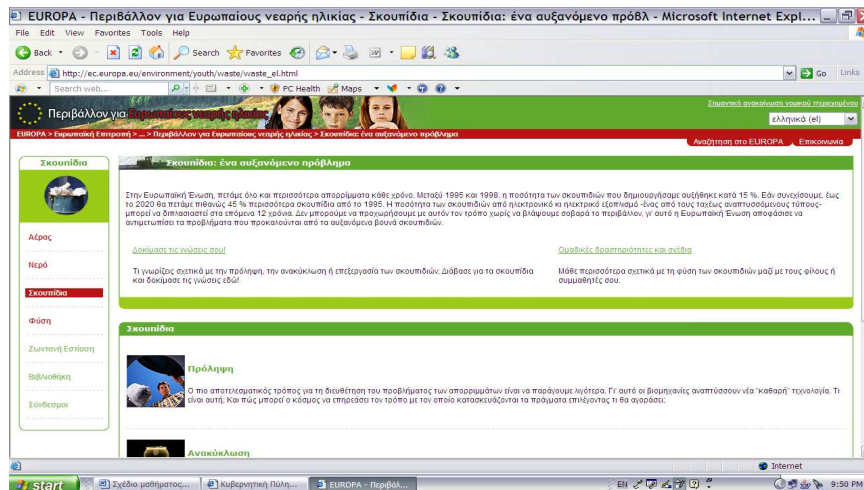 EUROPA - Περιβάλλον για Ευρωπαίους νεαρής ηλικίας - Σκουπίδια - Σκουπίδια: ένα αυξανόμενο πρόβλ - Microsoft Internet Expl...
File Edit View Favorites Tools Help
Back Search Favorites
Address http://ec.europa.eu/environment/youth/waste/waste_el.html Go Links
Search web... PC Health Maps
Σημαντική ανακοίνωση νομικού περιεχομένου
Περιβάλλον για Ευρωπαίους νεαρής ηλικίας
ελληνικά (el)
EUROPA > Ευρωπαϊκή Επιτροπή > ... > Περιβάλλον για Ευρωπαίους νεαρής ηλικίας > Σκουπίδια: ένα αυξανόμενο πρόβλημα
Αναζήτηση στο EUROPA Επικοινωνία
Σκουπίδια
Αέρας
Νερό
Σκουπίδια
Φύση
Ζωντανή Εστίαση
Βιβλιοθήκη
Σύνδεσμοι
Σκουπίδια: ένα αυξανόμενο πρόβλημα
Στην Ευρωπαϊκή Ένωση, πετάμε όλο και περισσότερα απορρίμματα κάθε χρόνο. Μεταξύ 1995 και 1998, η ποσότητα των σκουπιδιών που δημιουργήσαμε αυξήθηκε κατά 15 %. Εάν συνεχίσουμε, έως
το 2020 θα πετάμε πιθανώς 45 % περισσότερα σκουπίδια από το 1995. Η ποσότητα των σκουπιδιών από ηλεκτρονικό κι ηλεκτρικό εξοπλισμό -ένας από τους ταχέως αναπτυσσόμενους τύπους-
μπορεί να διπλασιαστεί στα επόμενα 12 χρόνια. Δεν μπορούμε να προχωρήσουμε με αυτόν τον τρόπο χωρίς να βλάψουμε σοβαρά το περιβάλλον, γι' αυτό η Ευρωπαϊκή Ένωση αποφάσισε να
αντιμετωπίσει τα προβλήματα που προκαλούνται από τα αυξανόμενα βουνά σκουπιδιών.
Δοκίμασε τις γνώσεις σου!
Τι γνωρίζεις σχετικά με την πρόληψη, την ανακύκλωση ή επεξεργασία των σκουπιδιών; Διάβασε για τα σκουπίδια
και δοκίμασε τις γνώσεις εδώ!
Ομαδικές δραστηριότητες και σχέδια
Μάθε περισσότερα σχετικά με τη φύση των σκουπιδιών μαζί με τους φίλους ή
συμμαθητές σου.
Σκουπίδια
Πρόληψη
Ο πιο αποτελεσματικός τρόπος για τη διευθέτηση του προβλήματος των απορριμμάτων είναι να παράγουμε λιγότερα. Γι' αυτό οι βιομηχανίες αναπτύσσουν νέα "καθαρή" τεχνολογία. Τι
είναι αυτή; Και πώς μπορεί ο κόσμος να επηρεάσει τον τρόπο με τον οποίο κατασκευάζονται τα πράγματα επιλέγοντας τι θα αγοράσει;
Ανακύκλωση
Internet
start Σχέδιο μαθήματος... Κυβερνητική Πύλη... EUROPA - Περιβάλ... EN 9:50 PM